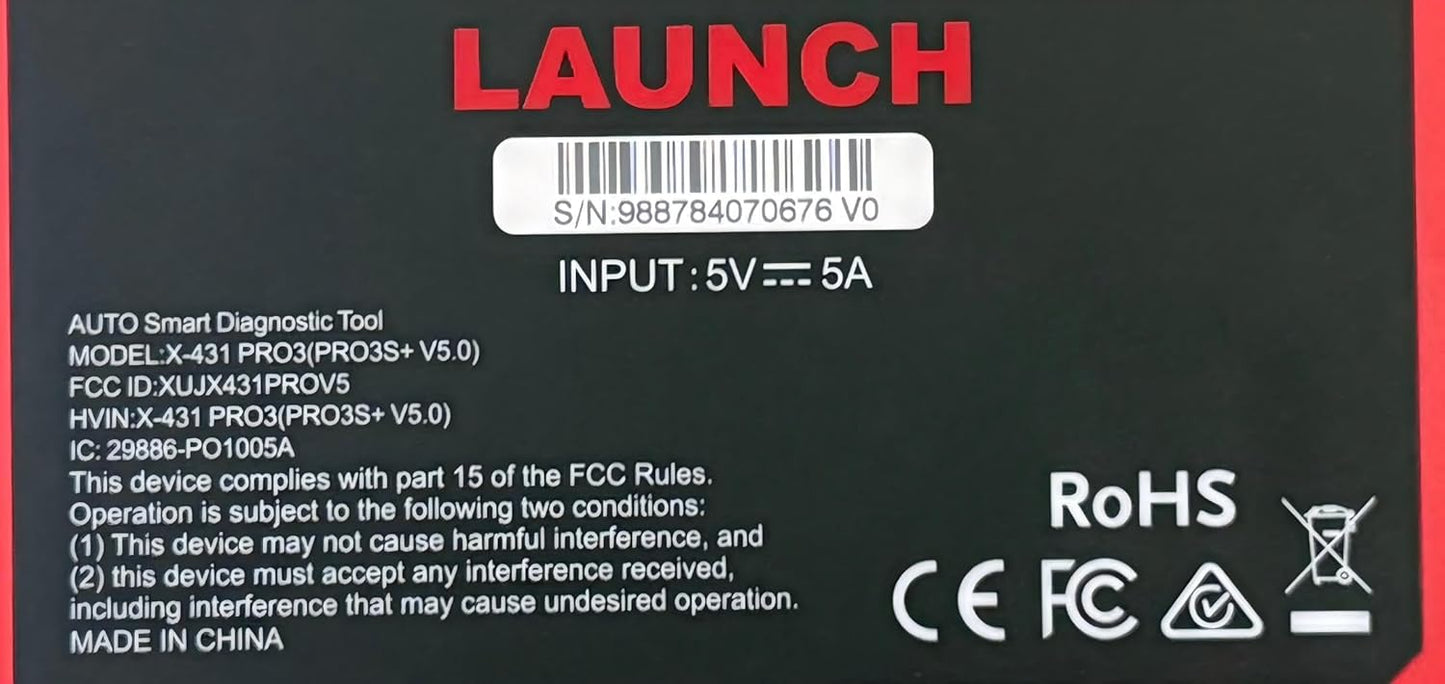 LAUNCH
S/N:988784070676 V0
INPUT:5V⎓5A
AUTO Smart Diagnostic Tool
MODEL:X-431 PRO3(PRO3S+ V5.0)
FCC ID:XUJX431PROV5
HVIN:X-431 PRO3(PRO3S+ V5.0)
IC: 29886-PO1005A
This device complies with part 15 of the FCC Rules.
Operation is subject to the following two conditions:
(1) This device may not cause harmful interference, and
(2) this device must accept any interference received,
including interference that may cause undesired operation.
MADE IN CHINA
RoHS
CE FC